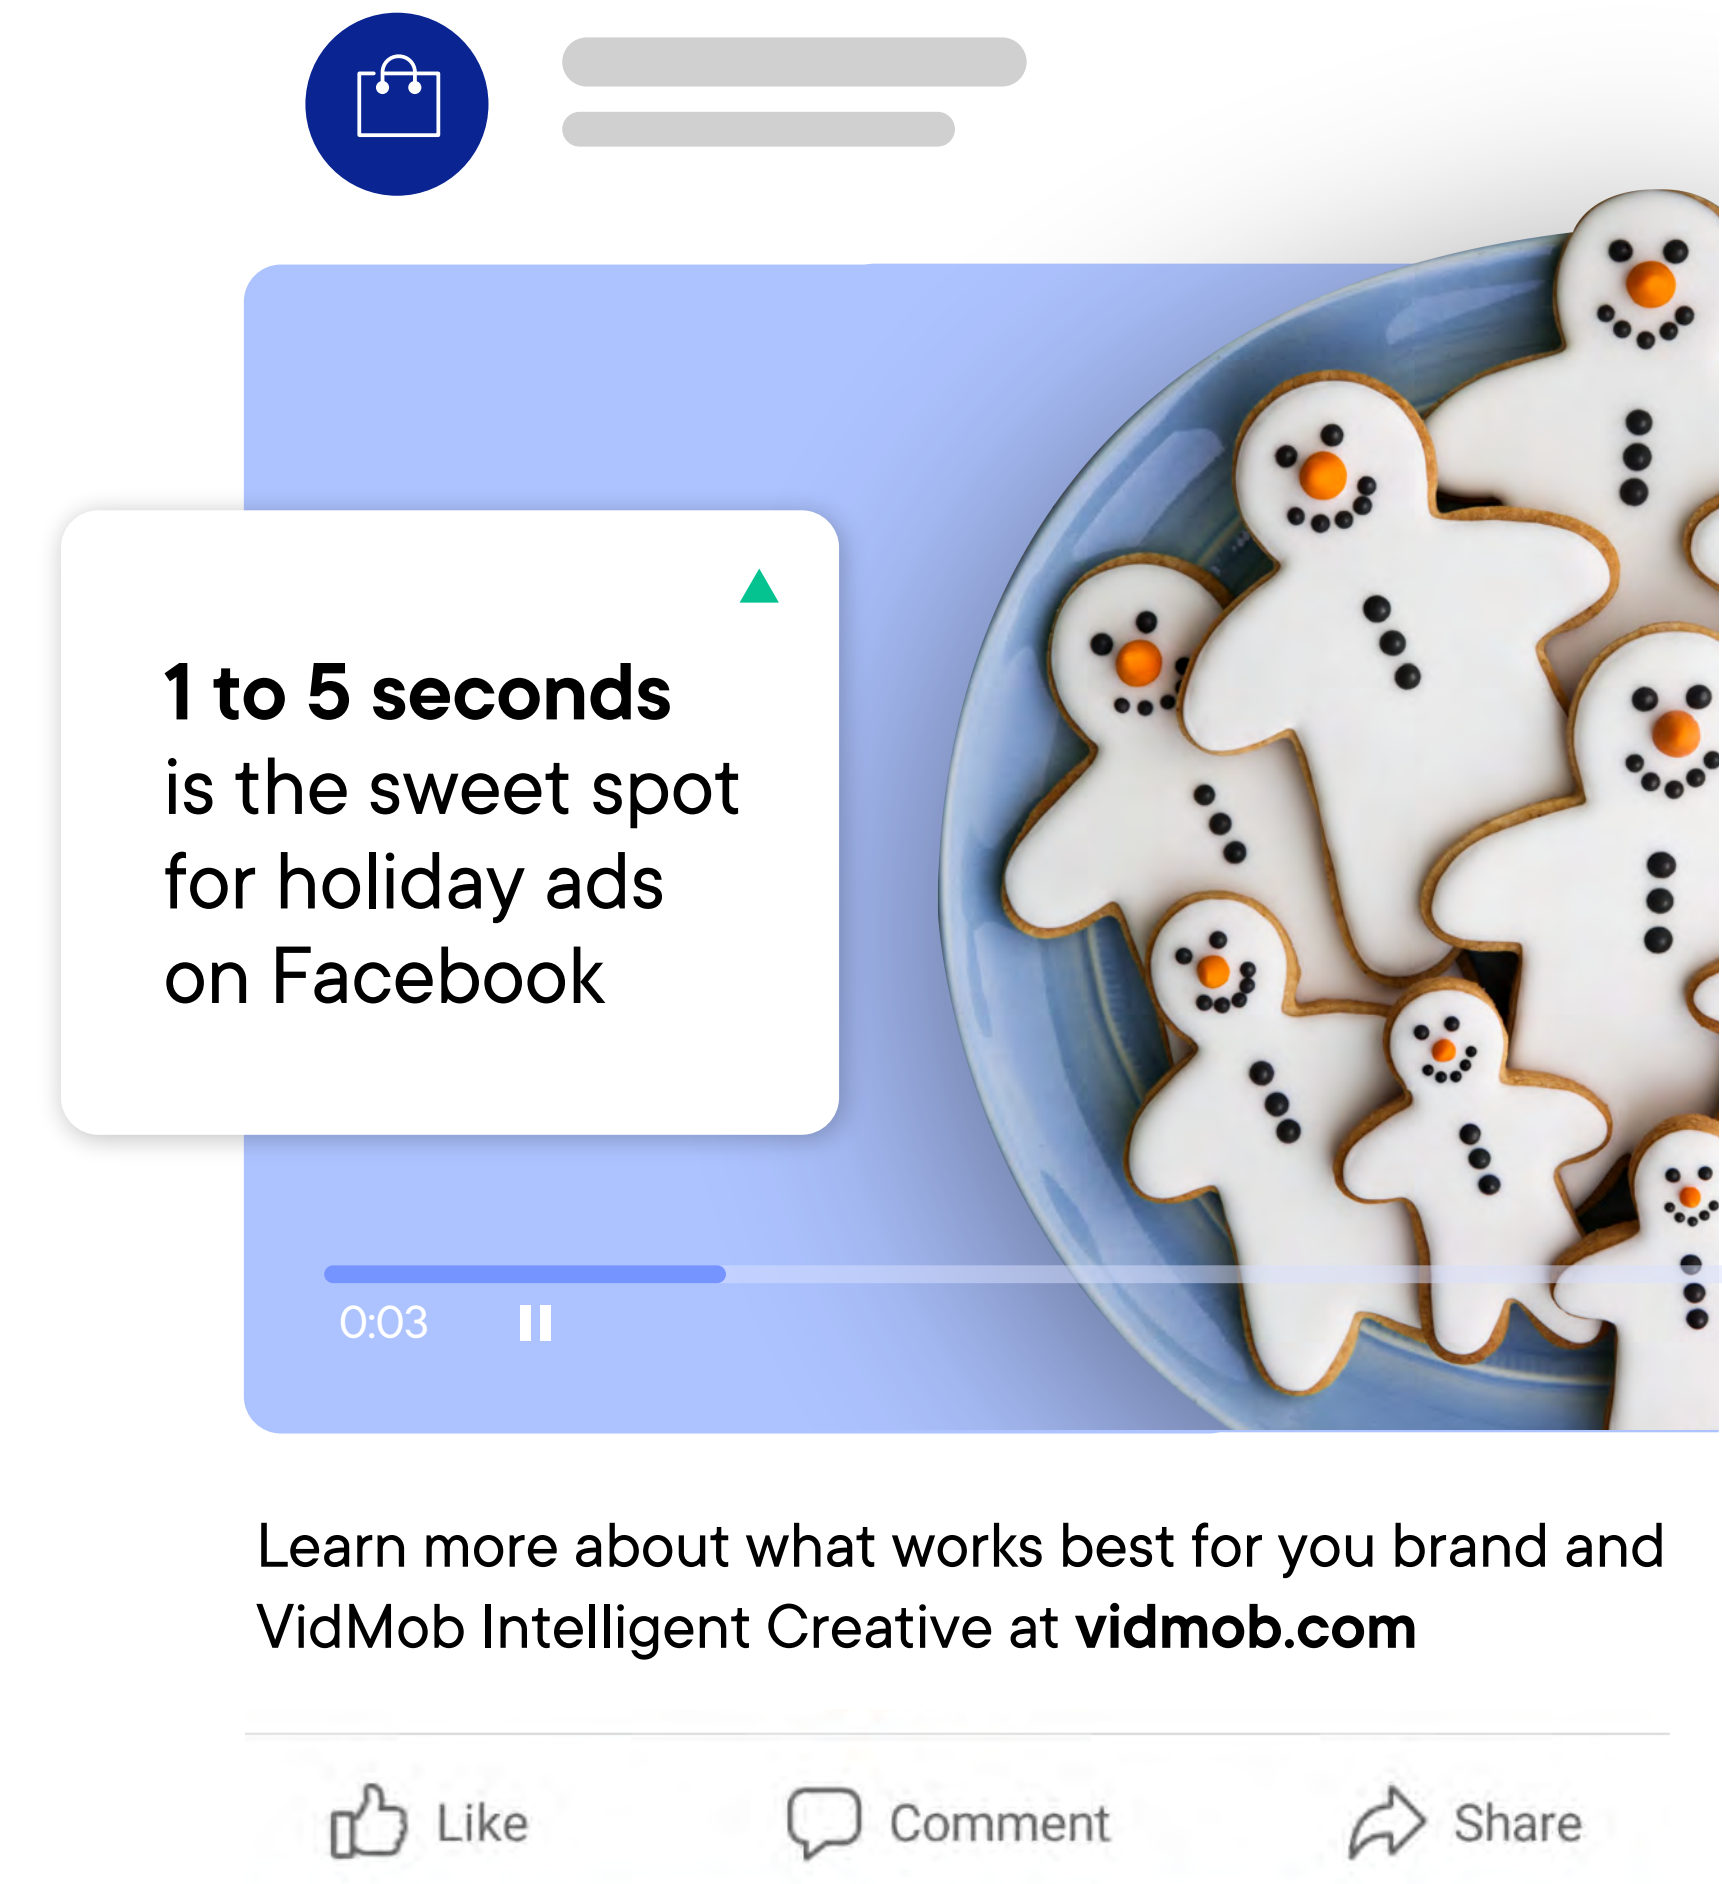 1 to 5 seconds
is the sweet spot
for holiday ads
on Facebook
0:03
Learn more about what works best for you brand and
VidMob Intelligent Creative at vidmob.com
Like
Comment
Share